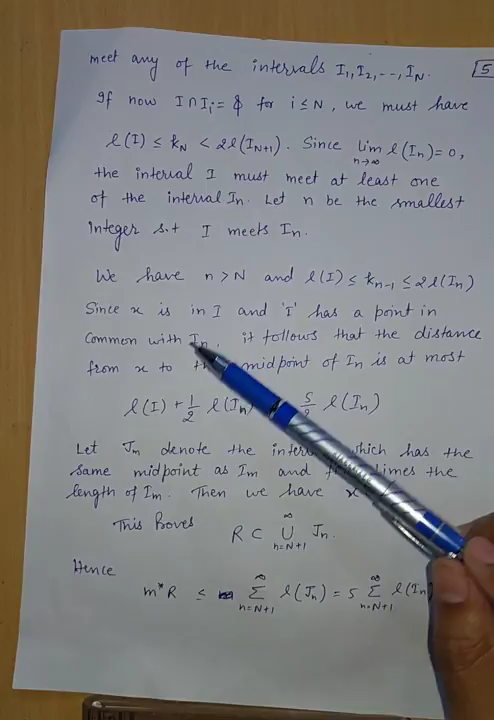 meet any of the intervals I₁, I₂, --, I_N.
5
If now I∩Iᵢ = ϕ for i ≤ N, we must have
l(I) ≤ k_N < 2l(I_{N+1}). Since lim_{n→∞} l(I_n) = 0,
the interval I must meet at least one
of the interval I_n. Let n be the smallest
integer s.t I meets I_n.
We have n > N and l(I) ≤ k_{n-1} ≤ 2l(I_n)
Since x is in I and 'I' has a point in
Common with I_n, it follows that the distance
from x to the midpoint of I_n is at most
l(I) + 1/2 l(I_n) 5/2 l(I_n)
Let J_m denote the which has the
same midpoint as I_m and times the
length of I_m. Then we have x
This Boves R ⊂ ∞∪_{n=N+1} J_n.
Hence
m*R ≤ ∞Σ_{n=N+1} l(J_n) = 5 ∞Σ_{n=N+1} l(I_n)